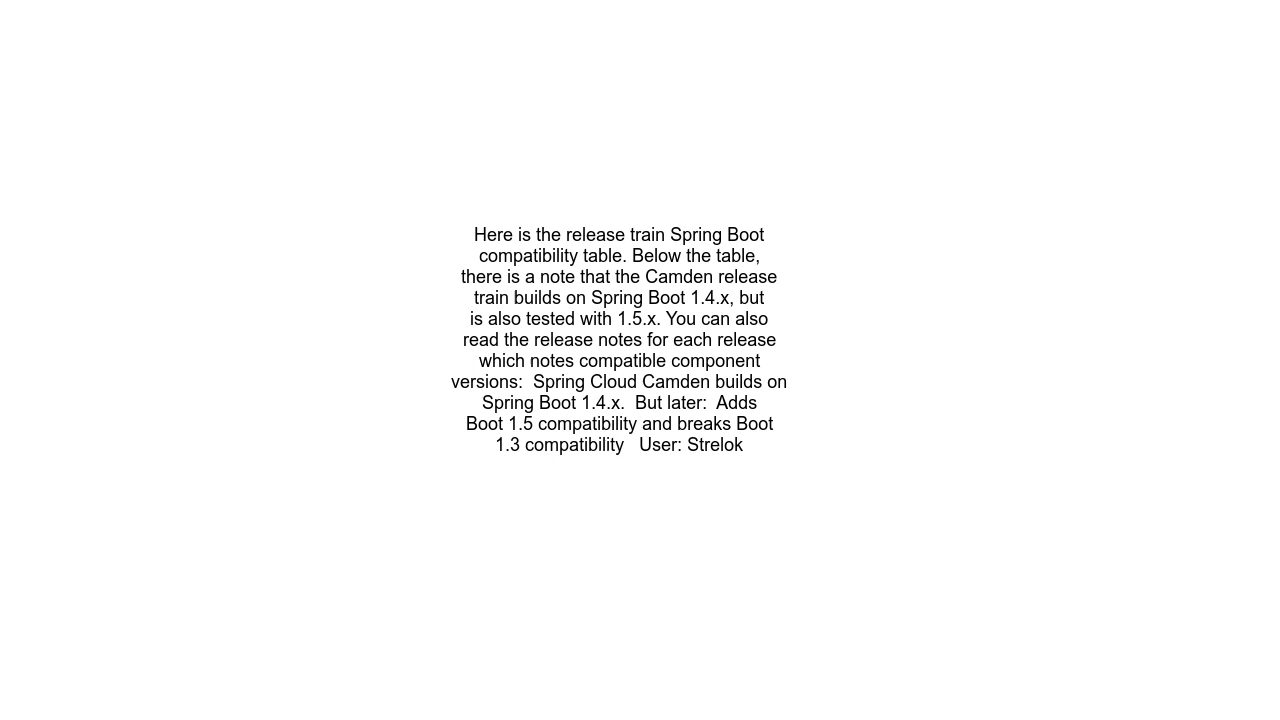 Here is the release train Spring Boot
compatibility table. Below the table,
there is a note that the Camden release
train builds on Spring Boot 1.4.x, but
is also tested with 1.5.x. You can also
read the release notes for each release
which notes compatible component
versions:  Spring Cloud Camden builds on
Spring Boot 1.4.x.  But later:  Adds
Boot 1.5 compatibility and breaks Boot
1.3 compatibility   User: Strelok